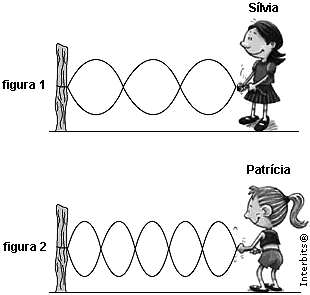 Sílvia
figura 1
Patrícia
figura 2
Interbits®